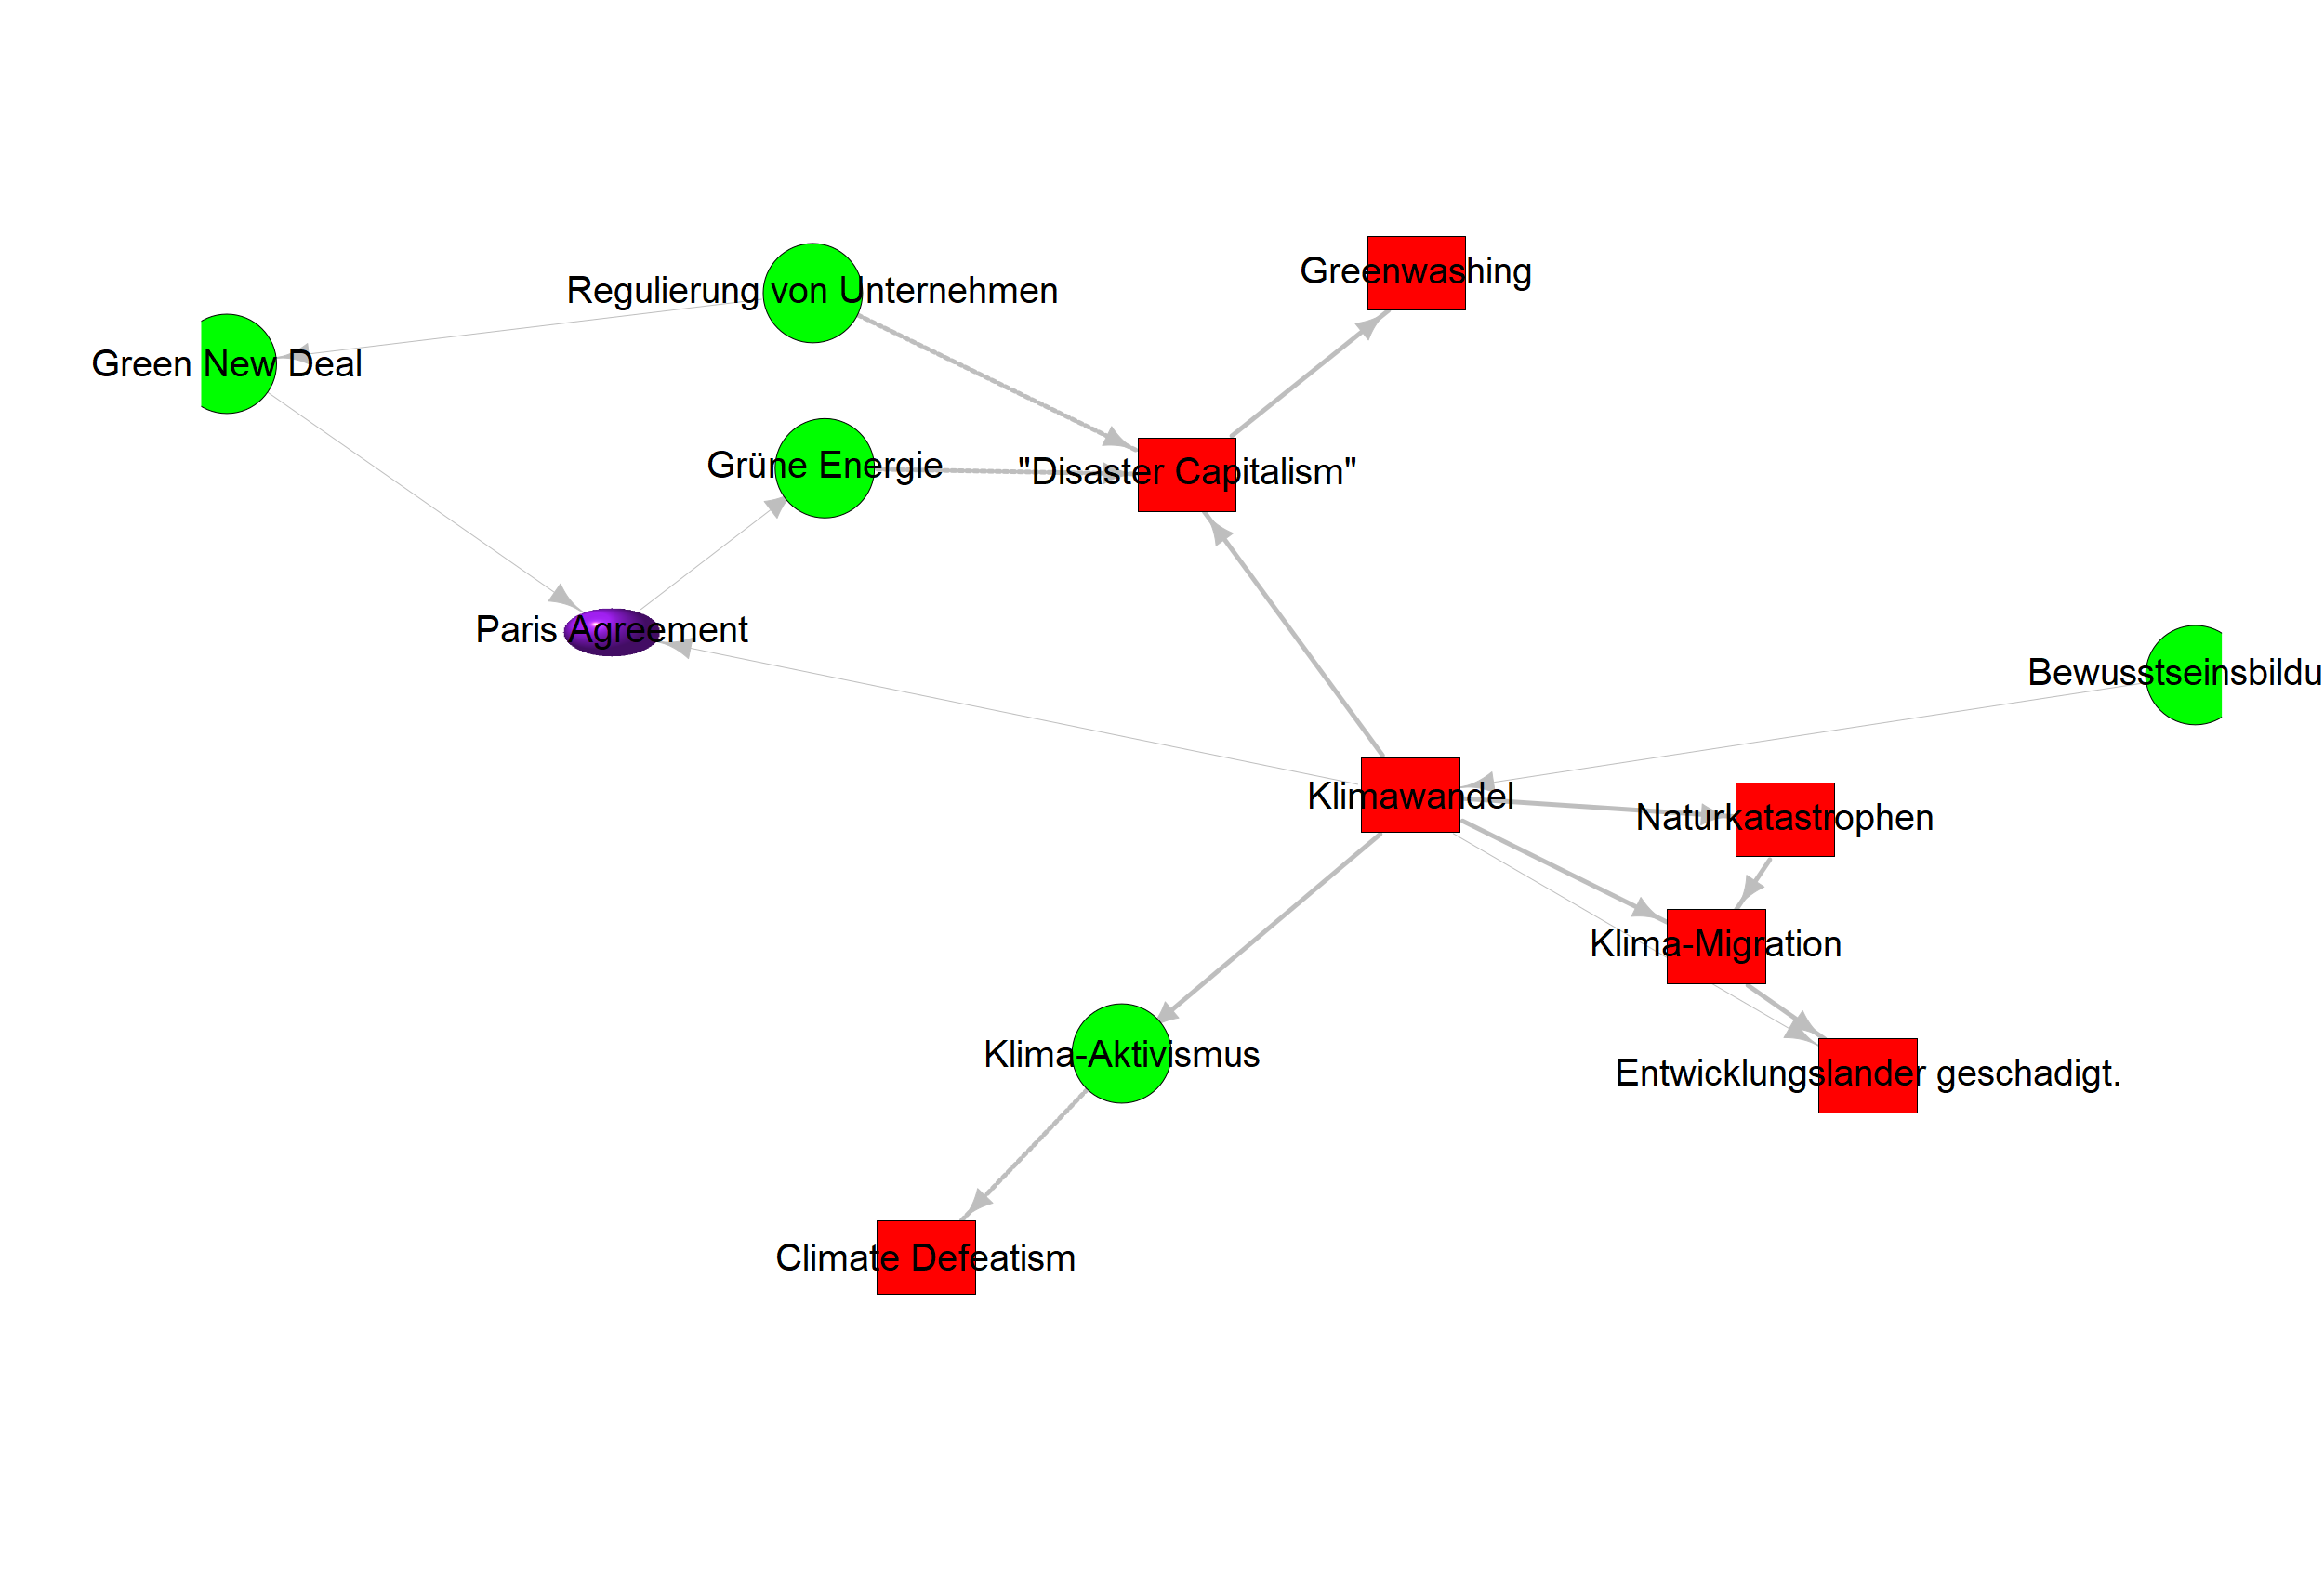 Greenwashing
Regulierung von Unternehmen
Green New Deal
Grüne Energie
"Disaster Capitalism"
Paris Agreement
Bewusstseinsbildu
Klimawandel
Naturkatastrophen
Klima-Migration
Klima-Aktivismus
Entwicklungslander geschadigt.
Climate Defeatism